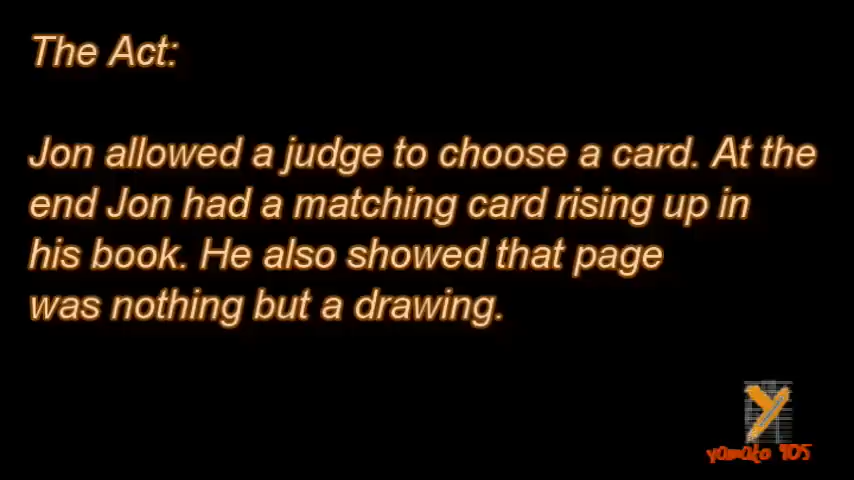 The Act:
Jon allowed a judge to choose a card. At the
end Jon had a matching card rising up in
his book. He also showed that page
was nothing but a drawing.
Y
yamato 905